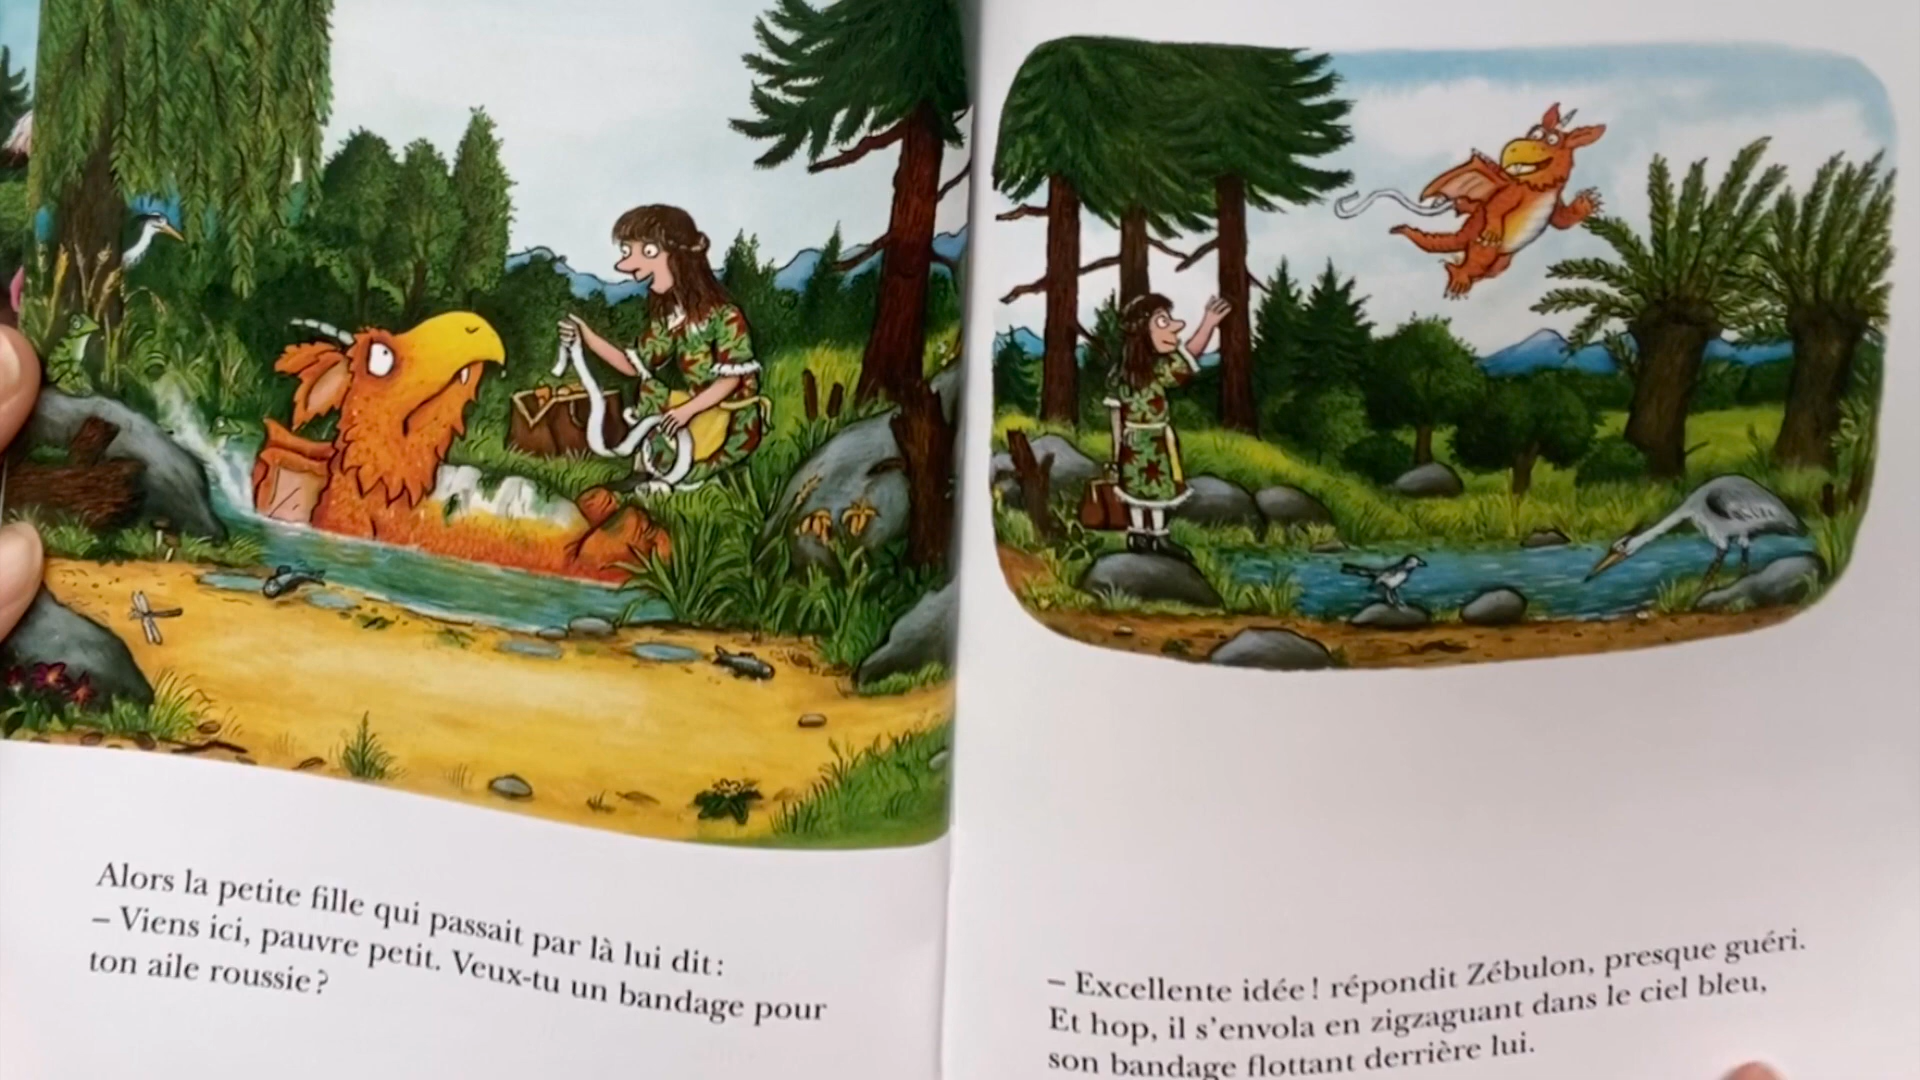 Alors la petite fille qui passait par là lui dit :
– Viens ici, pauvre petit. Veux-tu un bandage pour
ton aile roussie ?
– Excellente idée ! répondit Zébulon, presque guéri.
Et hop, il s'envola en zigzaguant dans le ciel bleu,
son bandage flottant derrière lui.